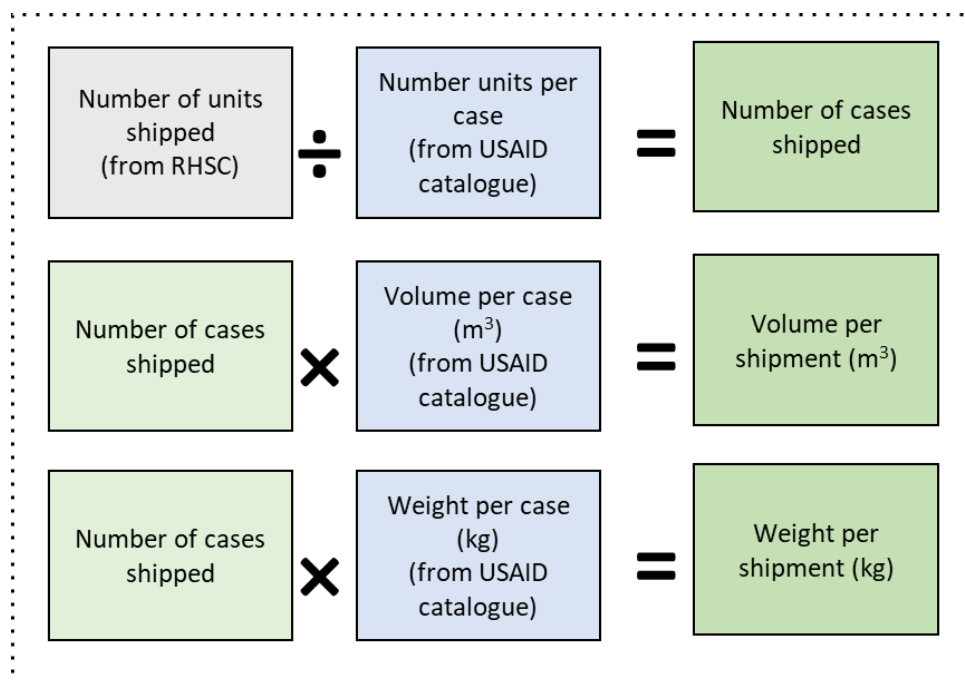 Number of units
shipped
(from RHSC)
÷
Number units per
case
(from USAID
catalogue)
=
Number of cases
shipped
Number of cases
shipped
×
Volume per case
(m³)
(from USAID
catalogue)
=
Volume per
shipment (m³)
Number of cases
shipped
×
Weight per case
(kg)
(from USAID
catalogue)
=
Weight per
shipment (kg)